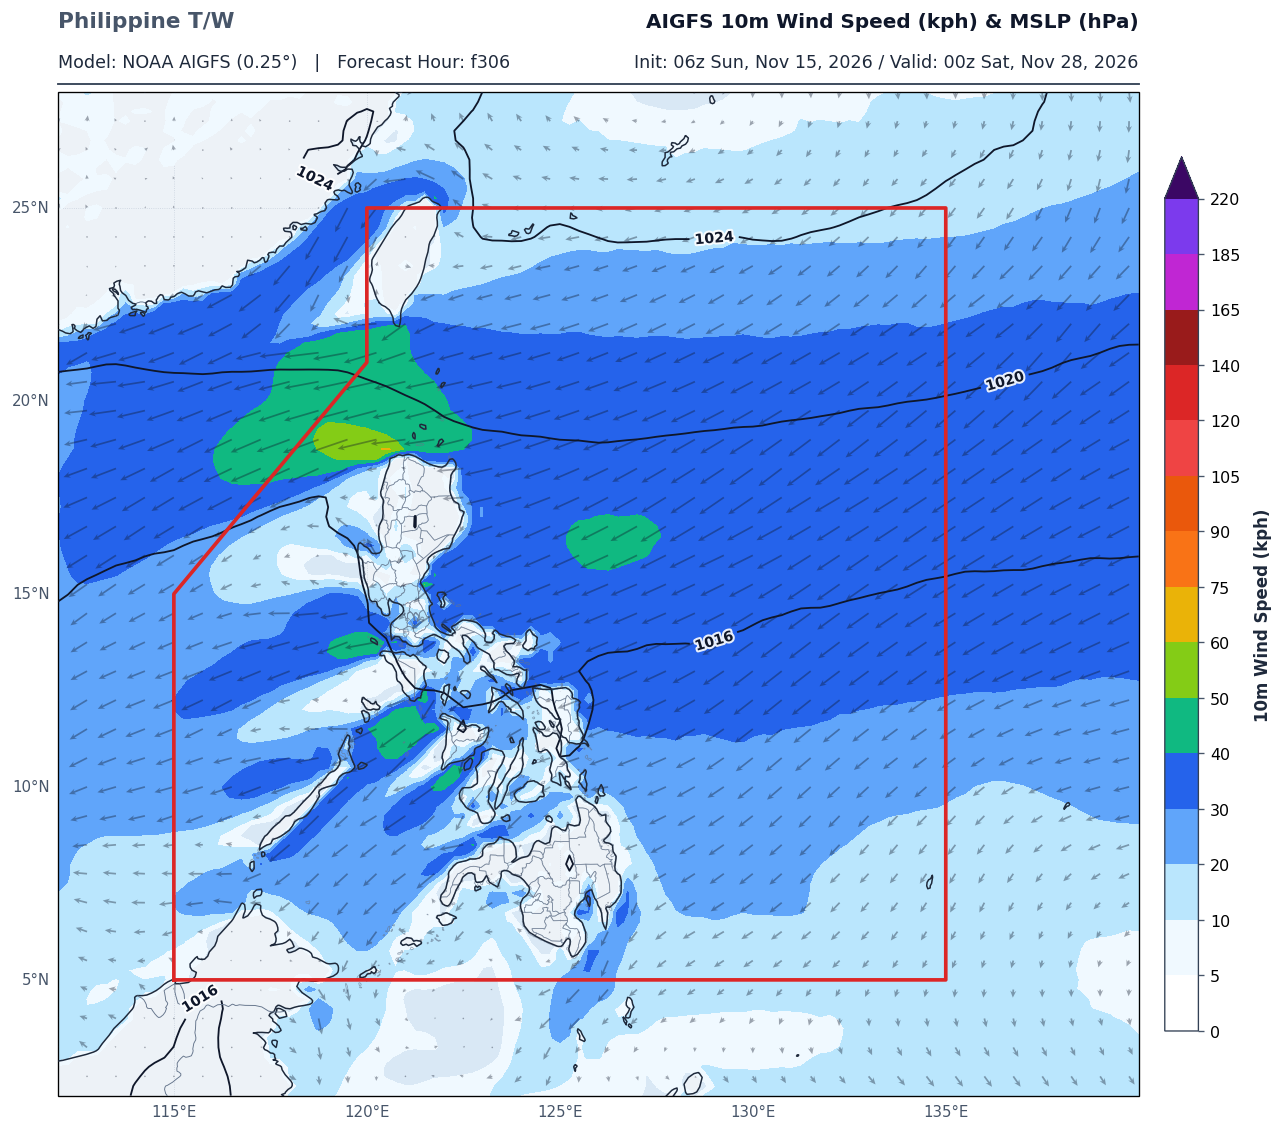 Philippine T/W
AIGFS 10m Wind Speed (kph) & MSLP (hPa)
Model: NOAA AIGFS (0.25°)   |   Forecast Hour: f306
Init: 06z Sun, Nov 15, 2026 / Valid: 00z Sat, Nov 28, 2026
1024
1024
1020
1016
1016
25°N
20°N
15°N
10°N
5°N
115°E
120°E
125°E
130°E
135°E
220
185
165
140
120
105
90
75
60
50
40
30
20
10
5
0
10m Wind Speed (kph)